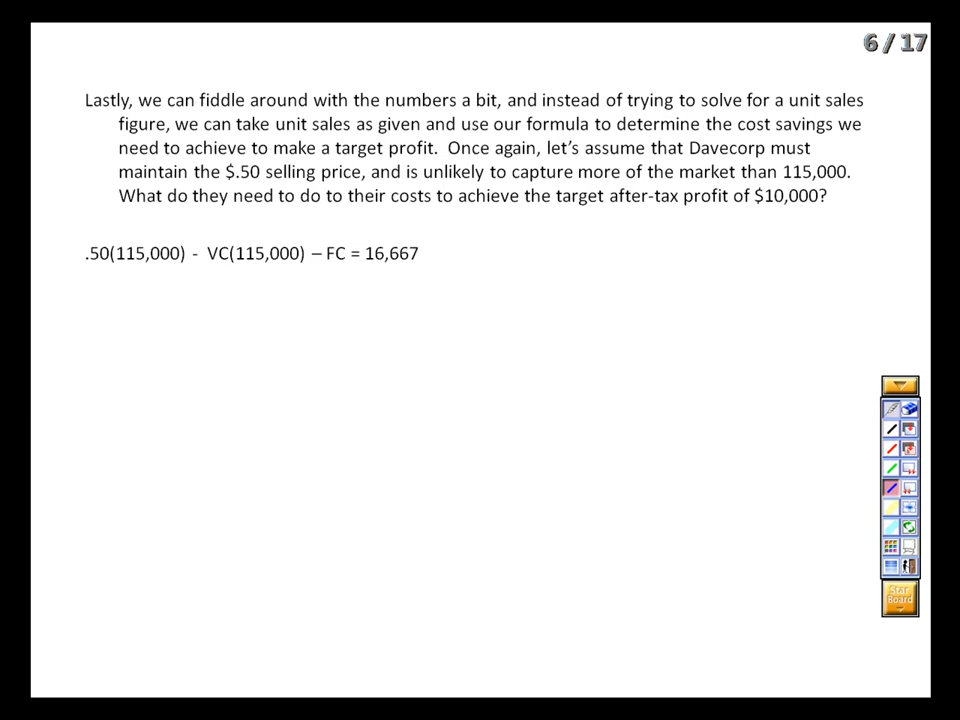 6 / 17
Lastly, we can fiddle around with the numbers a bit, and instead of trying to solve for a unit sales
figure, we can take unit sales as given and use our formula to determine the cost savings we
need to achieve to make a target profit.  Once again, let’s assume that Davecorp must
maintain the $.50 selling price, and is unlikely to capture more of the market than 115,000.
What do they need to do to their costs to achieve the target after-tax profit of $10,000?
.50(115,000) -  VC(115,000) – FC = 16,667
Star
Board